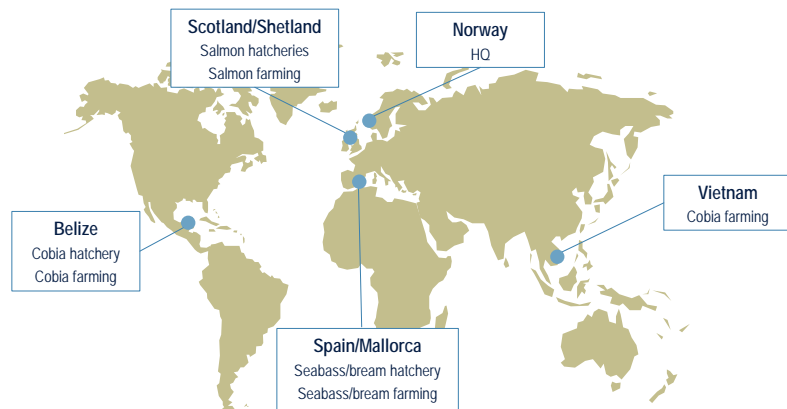 Scotland/Shetland
Salmon hatcheries
Salmon farming
Norway
HQ
Vietnam
Cobia farming
Belize
Cobia hatchery
Cobia farming
Spain/Mallorca
Seabass/bream hatchery
Seabass/bream farming